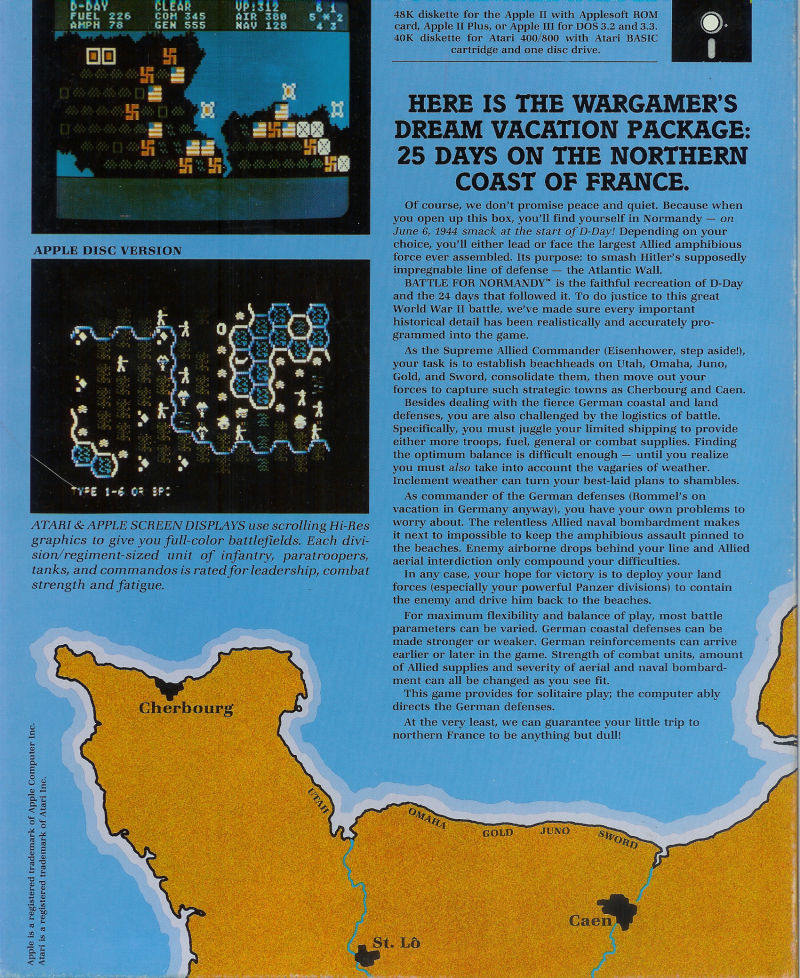 D-DAY CLEAR VP:312 6 1
FUEL 226 COM 345 AIR 380 5 * 2
AMPH 78 GEN 555 NAV 128 4 3
APPLE DISC VERSION
TYPE 1-6 OR SPC
ATARI & APPLE SCREEN DISPLAYS use scrolling Hi-Res
graphics to give you full-color battlefields. Each divi-
sion/regiment-sized unit of infantry, paratroopers,
tanks, and commandos is rated for leadership, combat
strength and fatigue.
48K diskette for the Apple II with Applesoft ROM
card, Apple II Plus, or Apple III for DOS 3.2 and 3.3.
40K diskette for Atari 400/800 with Atari BASIC
cartridge and one disc drive.
HERE IS THE WARGAMER'S
DREAM VACATION PACKAGE:
25 DAYS ON THE NORTHERN
COAST OF FRANCE.
Of course, we don't promise peace and quiet. Because when
you open up this box, you'll find yourself in Normandy — on
June 6, 1944 smack at the start of D-Day! Depending on your
choice, you'll either lead or face the largest Allied amphibious
force ever assembled. Its purpose: to smash Hitler's supposedly
impregnable line of defense — the Atlantic Wall.
BATTLE FOR NORMANDY™ is the faithful recreation of D-Day
and the 24 days that followed it. To do justice to this great
World War II battle, we've made sure every important
historical detail has been realistically and accurately pro-
grammed into the game.
As the Supreme Allied Commander (Eisenhower, step aside!),
your task is to establish beachheads on Utah, Omaha, Juno,
Gold, and Sword, consolidate them, then move out your
forces to capture such strategic towns as Cherbourg and Caen.
Besides dealing with the fierce German coastal and land
defenses, you are also challenged by the logistics of battle.
Specifically, you must juggle your limited shipping to provide
either more troops, fuel, general or combat supplies. Finding
the optimum balance is difficult enough — until you realize
you must also take into account the vagaries of weather.
Inclement weather can turn your best-laid plans to shambles.
As commander of the German defenses (Rommel's on
vacation in Germany anyway), you have your own problems to
worry about. The relentless Allied naval bombardment makes
it next to impossible to keep the amphibious assault pinned to
the beaches. Enemy airborne drops behind your line and Allied
aerial interdiction only compound your difficulties.
In any case, your hope for victory is to deploy your land
forces (especially your powerful Panzer divisions) to contain
the enemy and drive him back to the beaches.
For maximum flexibility and balance of play, most battle
parameters can be varied. German coastal defenses can be
made stronger or weaker. German reinforcements can arrive
earlier or later in the game. Strength of combat units, amount
of Allied supplies and severity of aerial and naval bombard-
ment can all be changed as you see fit.
This game provides for solitaire play; the computer ably
directs the German defenses.
At the very least, we can guarantee your little trip to
northern France to be anything but dull!
Cherbourg
UTAH
OMAHA
GOLD
JUNO
SWORD
Caen
St. Lô
Apple is a registered trademark of Apple Computer Inc.
Atari is a registered trademark of Atari Inc.